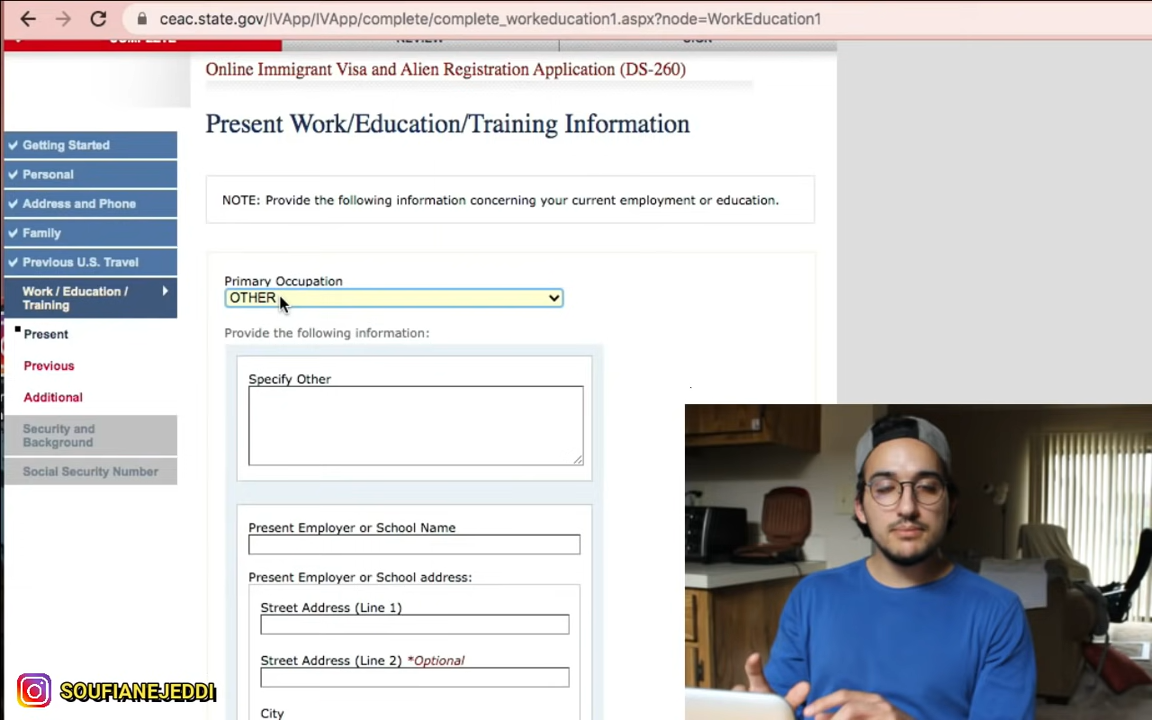 ceac.state.gov/IVApp/IVApp/complete/complete_workeducation1.aspx?node=WorkEducation1
COMPLETE
REVIEW
SIGN
Online Immigrant Visa and Alien Registration Application (DS-260)
Present Work/Education/Training Information
Getting Started
Personal
Address and Phone
Family
Previous U.S. Travel
Work / Education /
Training
Present
Previous
Additional
Security and
Background
Social Security Number
NOTE: Provide the following information concerning your current employment or education.
Primary Occupation
OTHER
Provide the following information:
Specify Other
Present Employer or School Name
Present Employer or School address:
Street Address (Line 1)
Street Address (Line 2) *Optional
City
SOUFIANEJEDDI